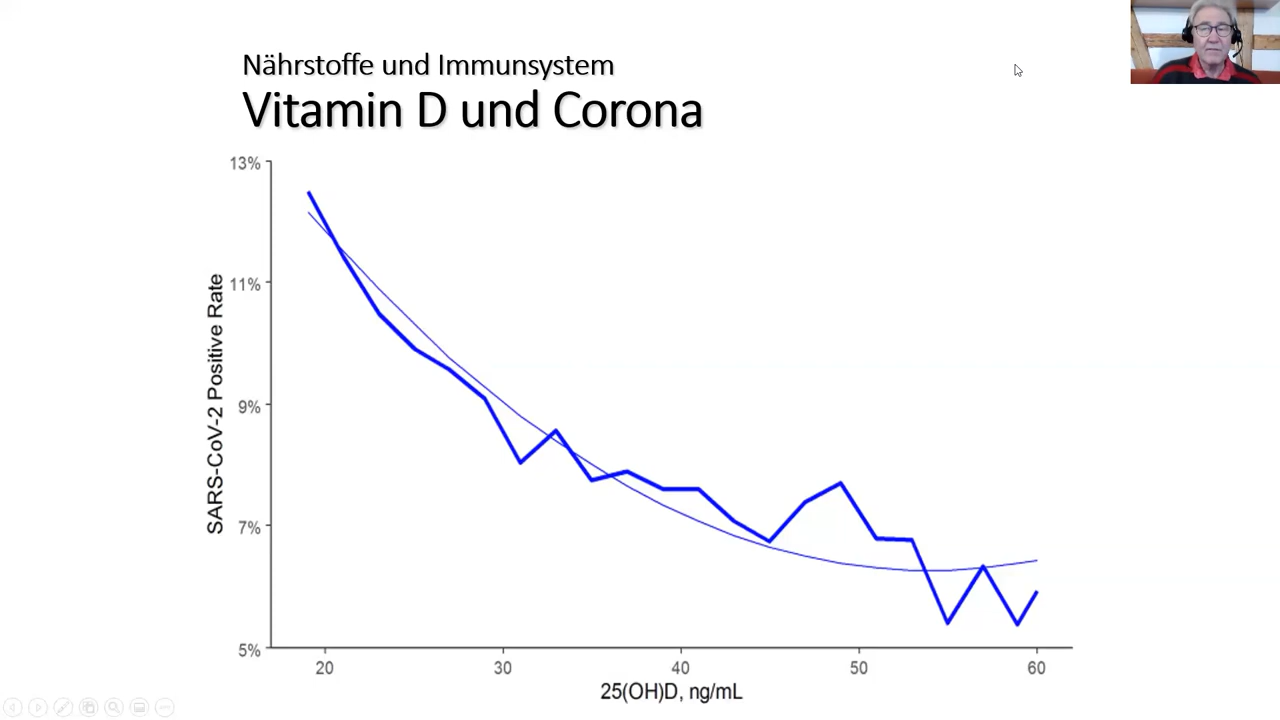 Nährstoffe und Immunsystem
Vitamin D und Corona
13%
11%
9%
7%
5%
SARS-CoV-2 Positive Rate
20 30 40 50 60
25(OH)D, ng/mL